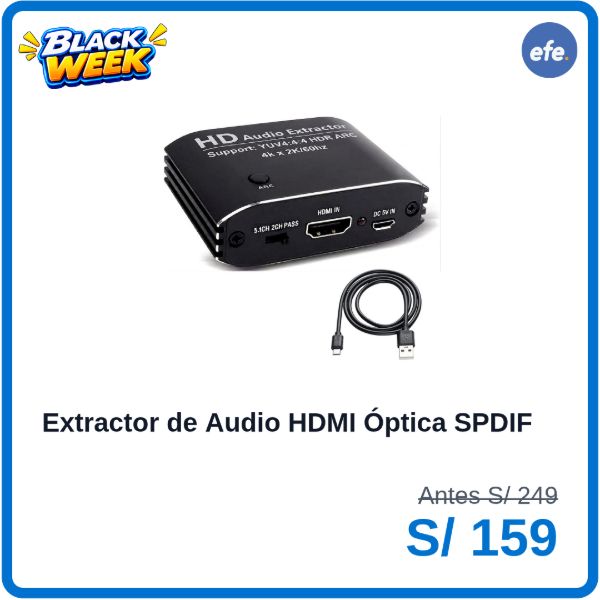 BLACK
WEEK
efe.
HD Audio Extractor
Support: YUV4:4:4 HDR ARC
4k x 2K/60hz
ARC
5.1CH 2CH PASS
HDMI IN
DC 5V IN
Extractor de Audio HDMI Óptica SPDIF
Antes S/ 249
S/ 159